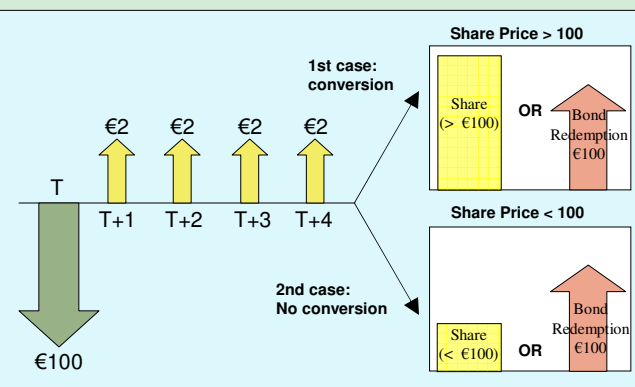 Share Price > 100
1st case:
conversion
Share
(> €100)
OR
Bond
Redemption
€100
€2 €2 €2 €2
T
T+1 T+2 T+3 T+4
Share Price < 100
2nd case:
No conversion
Share
(< €100)
OR
Bond
Redemption
€100
€100